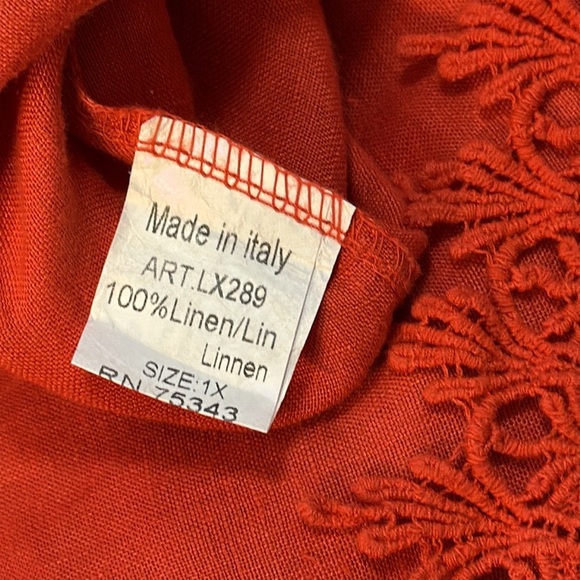 Made in italy
ART.LX289
100%Linen/Lin
Linnen
SIZE:1X
RN 75343